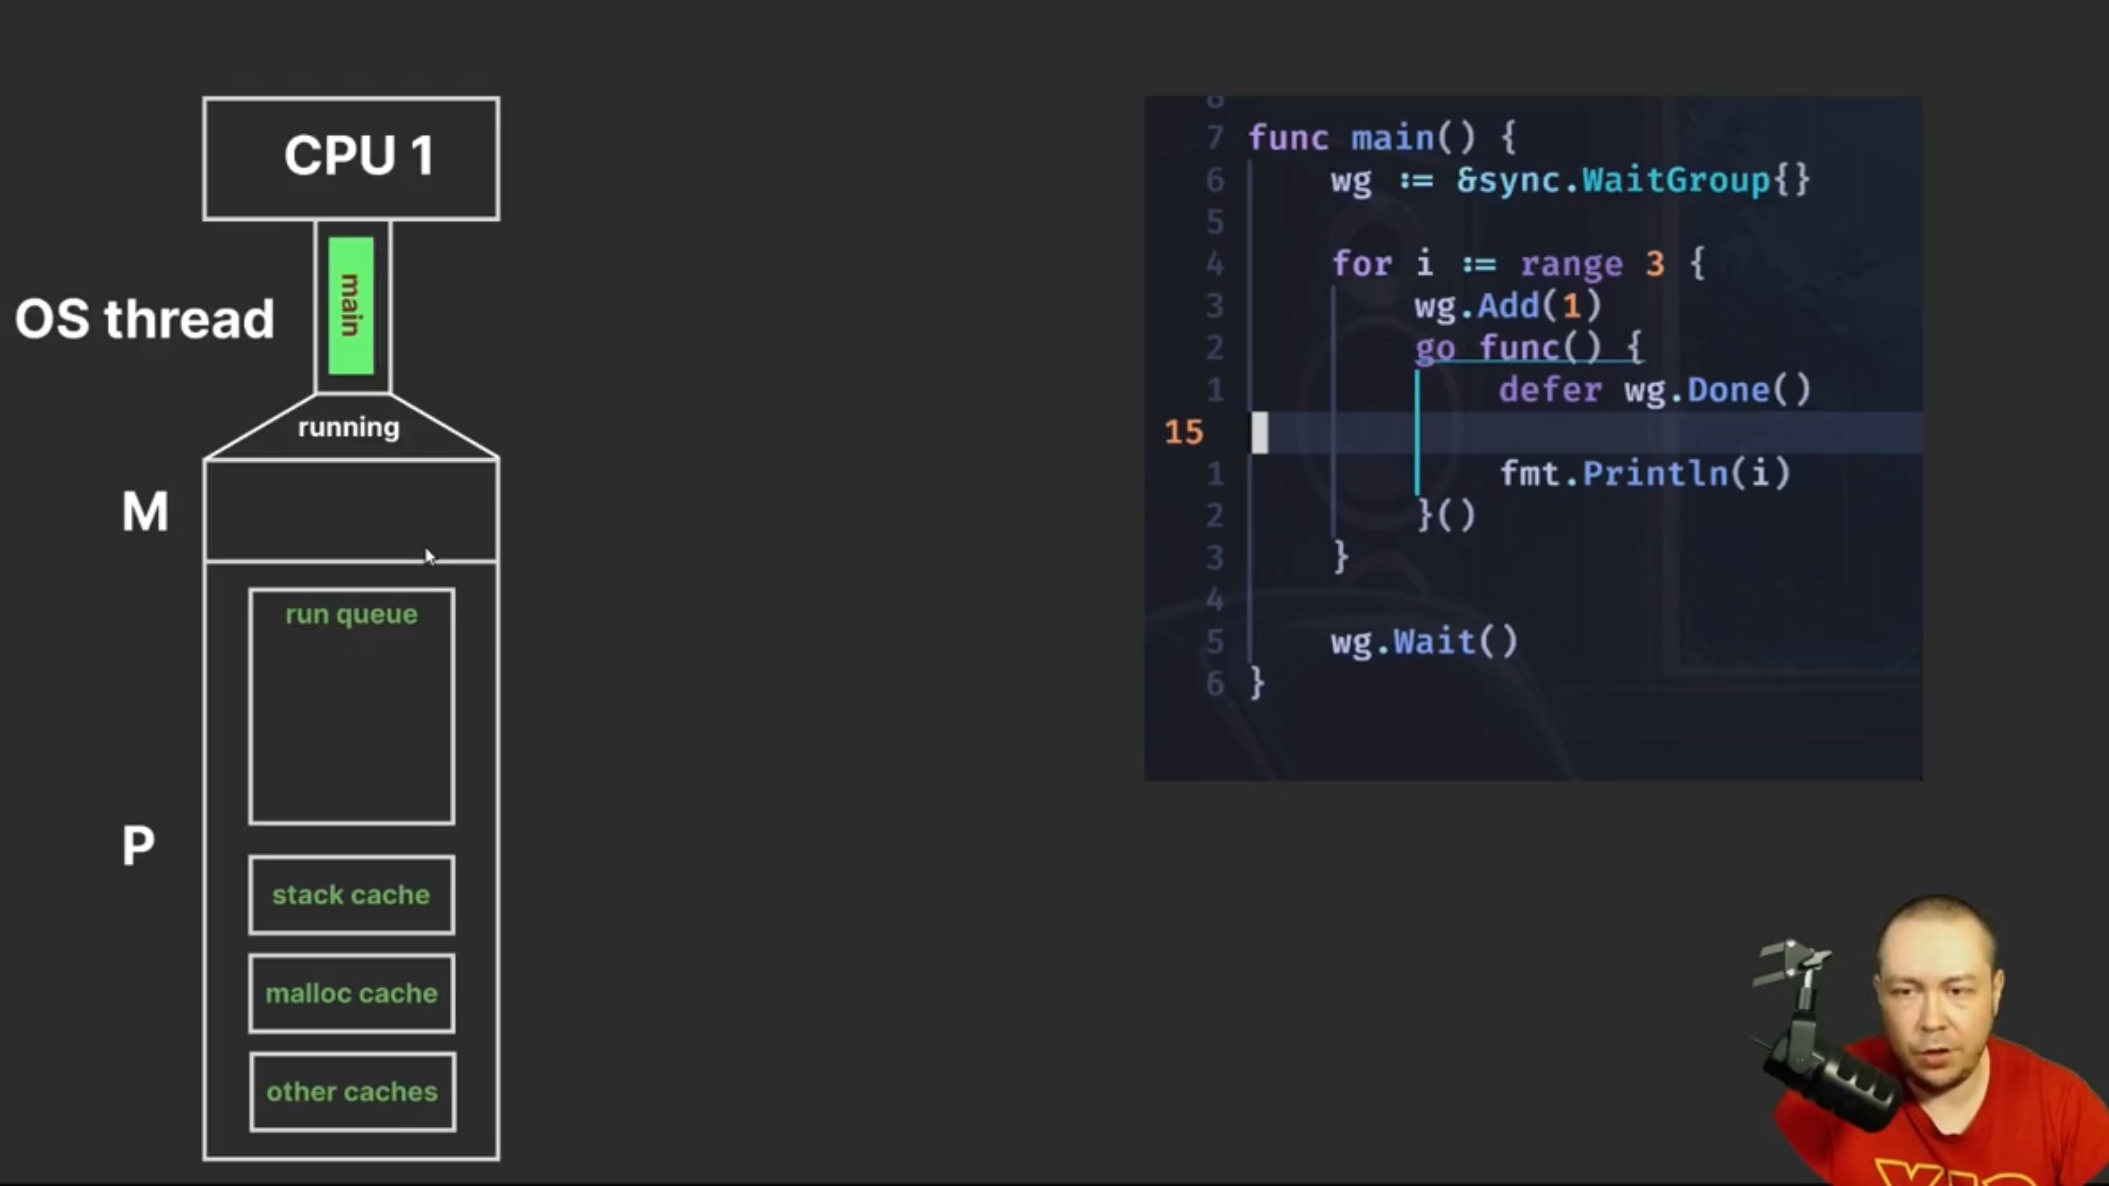 CPU 1
main
OS thread
running
M
run queue
P
stack cache
malloc cache
other caches
8
7 func main() {
6 wg := &sync.WaitGroup{}
5
4 for i := range 3 {
3 wg.Add(1)
2 go func() {
1 defer wg.Done()
15
1 fmt.Println(i)
2 }()
3 }
4
5 wg.Wait()
6 }